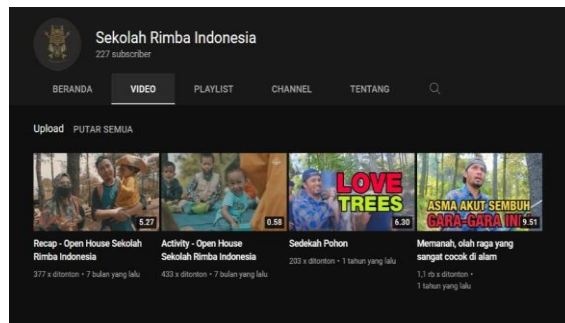 Sekolah Rimba Indonesia
227 subscriber
BERANDA VIDEO PLAYLIST CHANNEL TENTANG
Upload PUTAR SEMUA
5.27
0.58
LOVE
TREES
6.30
ASMA AKUT SEMBUH
GARA-GARA INI
9.51
Recap - Open House Sekolah
Rimba Indonesia
377 x ditonton • 7 bulan yang lalu
Activity - Open House
Sekolah Rimba Indonesia
433 x ditonton • 7 bulan yang lalu
Sedekah Pohon
203 x ditonton • 1 tahun yang lalu
Memanah, olah raga yang
sangat cocok di alam
1,1 rb x ditonton •
1 tahun yang lalu